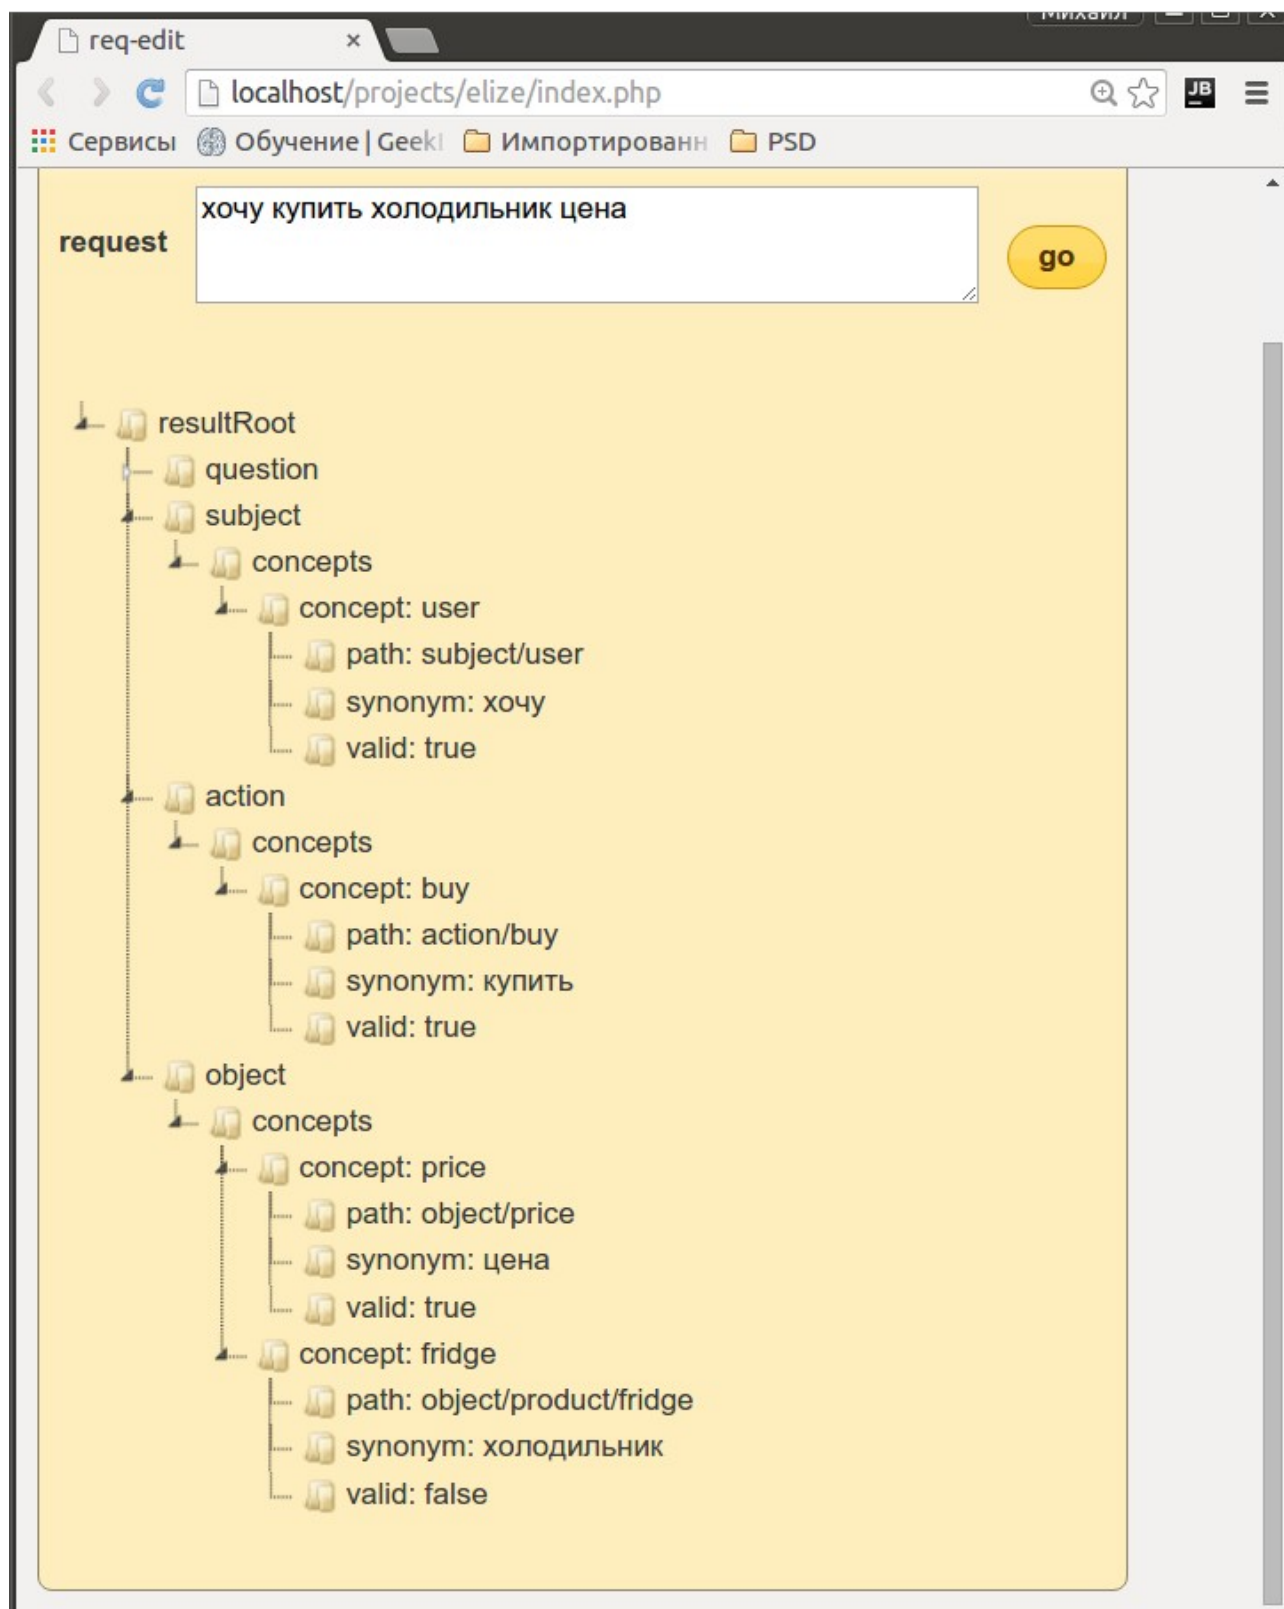 Михаил
req-edit ×
localhost/projects/elize/index.php
JB
Сервисы Обучение | Geek Импортированн PSD
хочу купить холодильник цена
request
go
resultRoot
question
subject
concepts
concept: user
path: subject/user
synonym: хочу
valid: true
action
concepts
concept: buy
path: action/buy
synonym: купить
valid: true
object
concepts
concept: price
path: object/price
synonym: цена
valid: true
concept: fridge
path: object/product/fridge
synonym: холодильник
valid: false